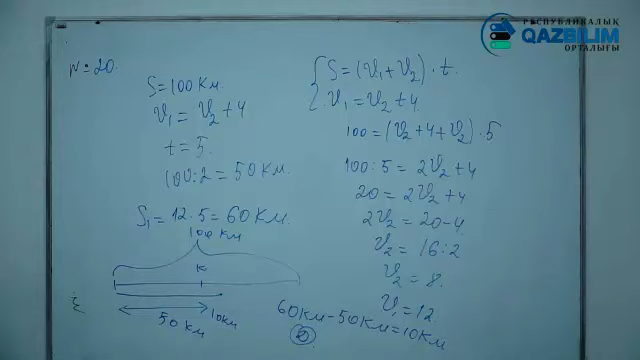 РЕСПУБЛИКАЛЫҚ
QAZBILIM
ОРТАЛЫҒЫ
N=20.
S=100 км.
V₁ = V₂ + 4
t = 5.
100:2 = 50 км.
S₁ = 12·5 = 60 км.
100 км
K
50 км
10км
S = (V₁ + V₂) · t.
V₁ = V₂ + 4.
100 = (V₂ + 4 + V₂) · 5
100 : 5 = 2V₂ + 4
20 = 2V₂ + 4
2V₂ = 20 - 4
V₂ = 16 : 2
V₂ = 8.
V₁ = 12.
60км - 50км = 10км